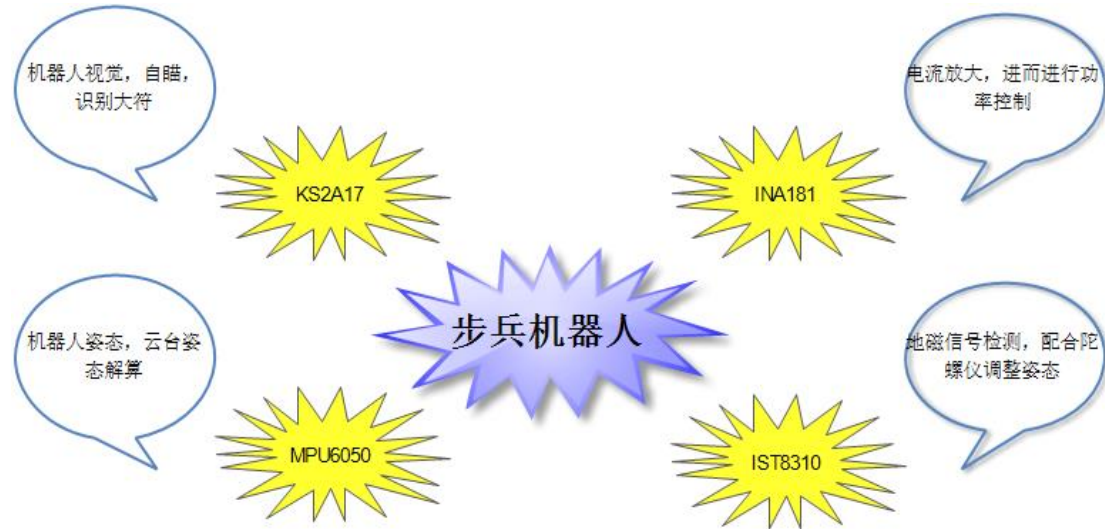 机器人视觉，自瞄，
识别大符
KS2A17
电流放大，进而进行功
率控制
INA181
步兵机器人
机器人姿态，云台姿
态解算
MPU6050
地磁信号检测，配合陀
螺仪调整姿态
IST8310